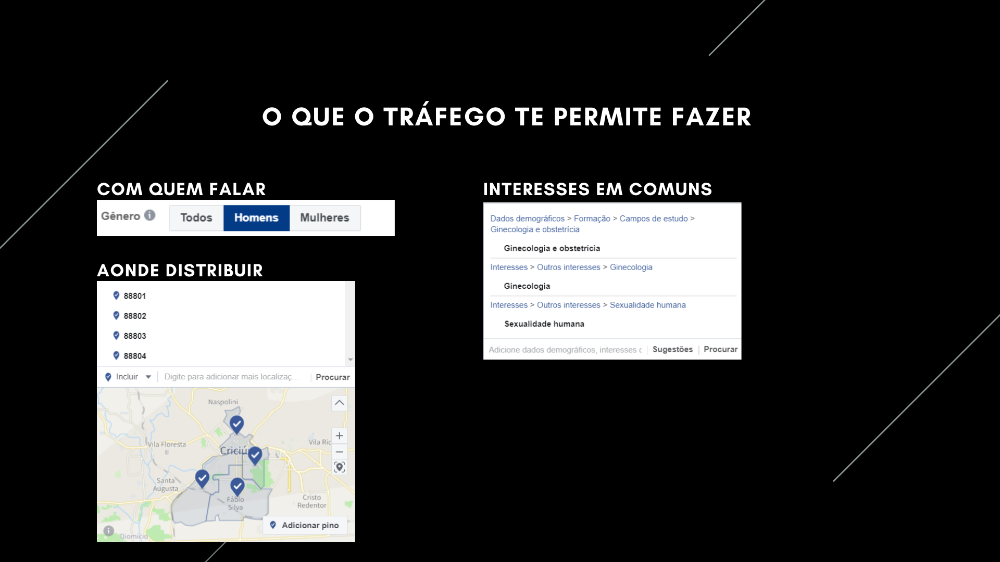 O QUE O TRÁFEGO TE PERMITE FAZER
COM QUEM FALAR
Gênero
Todos
Homens
Mulheres
AONDE DISTRIBUIR
88801
88802
88803
88804
Incluir
Digite para adicionar mais localizaç...
Procurar
Naspolini
Vila Floresta
II
Criciú
Vila Ric
Santa
Augusta
Fábio
Silva
Cristo
Redentor
Adicionar pino
Diomício
INTERESSES EM COMUNS
Dados demográficos > Formação > Campos de estudo >
Ginecologia e obstetrícia
Ginecologia e obstetrícia
Interesses > Outros interesses > Ginecologia
Ginecologia
Interesses > Outros interesses > Sexualidade humana
Sexualidade humana
Adicione dados demográficos, interesses c
Sugestões
Procurar